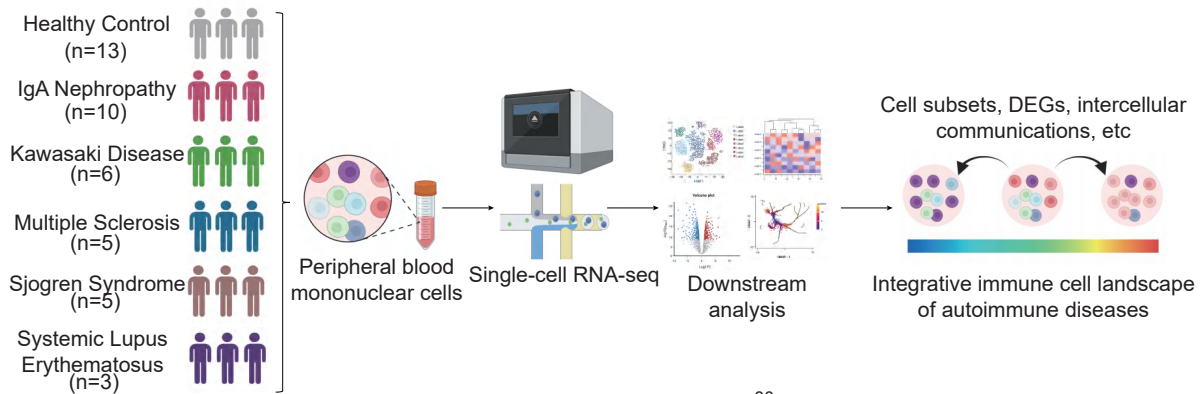 Healthy Control
(n=13)
IgA Nephropathy
(n=10)
Kawasaki Disease
(n=6)
Multiple Sclerosis
(n=5)
Sjogren Syndrome
(n=5)
Systemic Lupus
Erythematosus
(n=3)
Peripheral blood
mononuclear cells
Single-cell RNA-seq
Downstream
analysis
Cell subsets, DEGs, intercellular
communications, etc
Integrative immune cell landscape
of autoimmune diseases